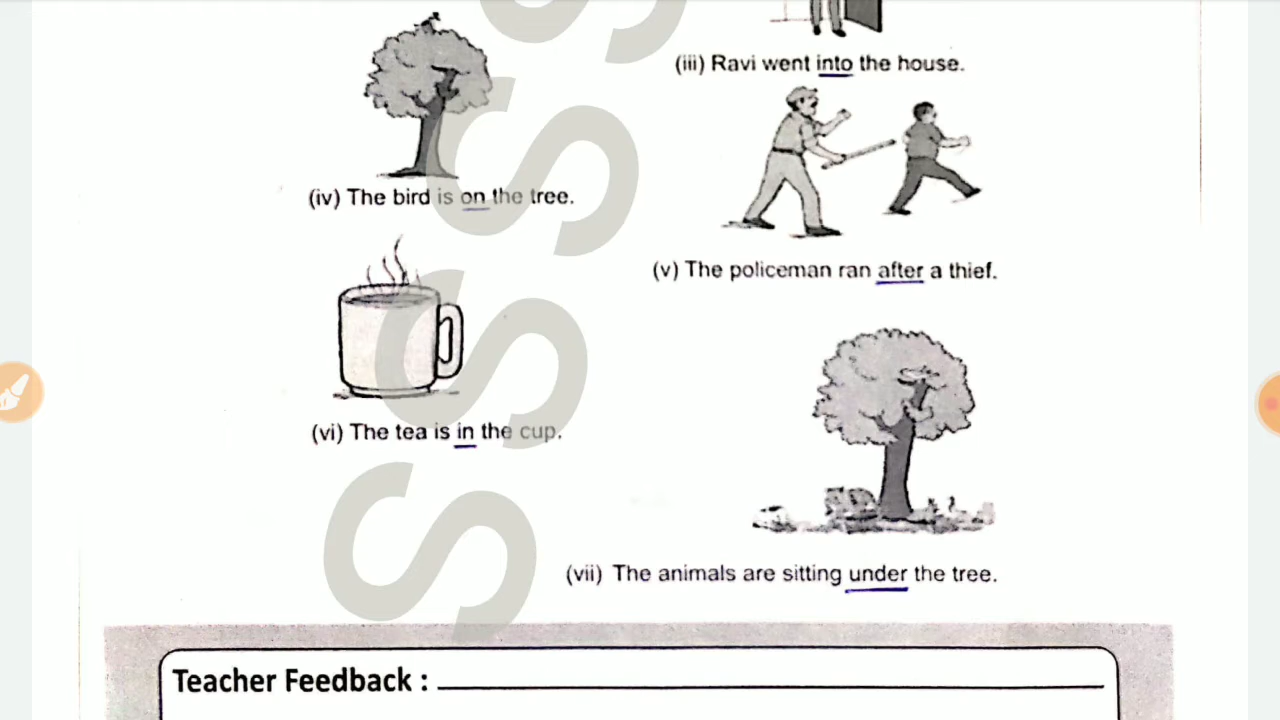 (iii) Ravi went into the house.
(iv) The bird is on the tree.
(v) The policeman ran after a thief.
(vi) The tea is in the cup.
(vii) The animals are sitting under the tree.
Teacher Feedback :
SSSS